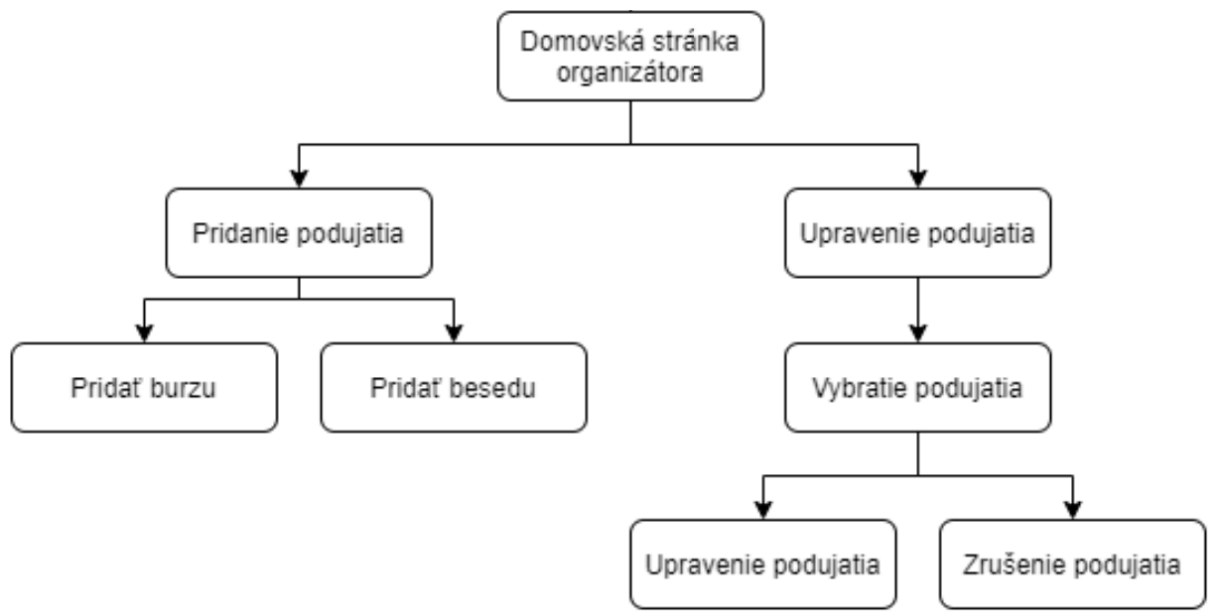 Domovská stránka
organizátora
Pridanie podujatia
Upravenie podujatia
Pridať burzu
Pridať besedu
Vybratie podujatia
Upravenie podujatia
Zrušenie podujatia